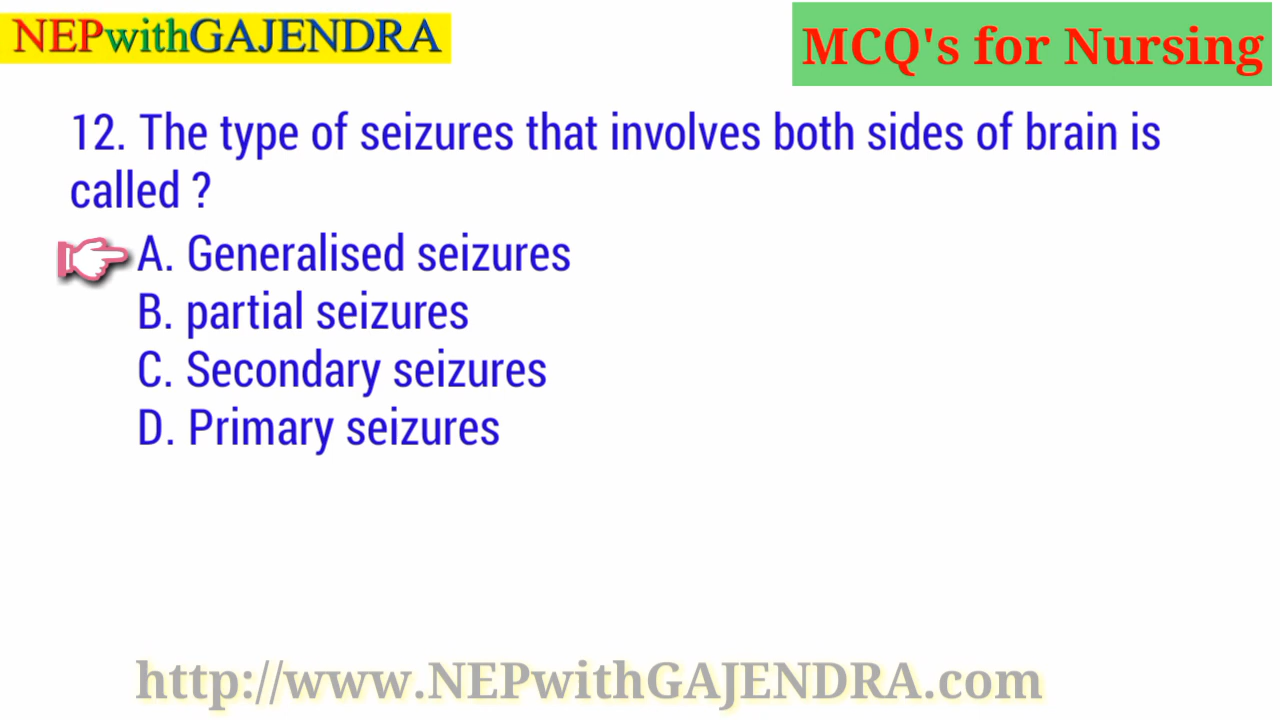 NEPwithGAJENDRA
MCQ's for Nursing
12. The type of seizures that involves both sides of brain is
called ?
A. Generalised seizures
B. partial seizures
C. Secondary seizures
D. Primary seizures
http://www.NEPwithGAJENDRA.com